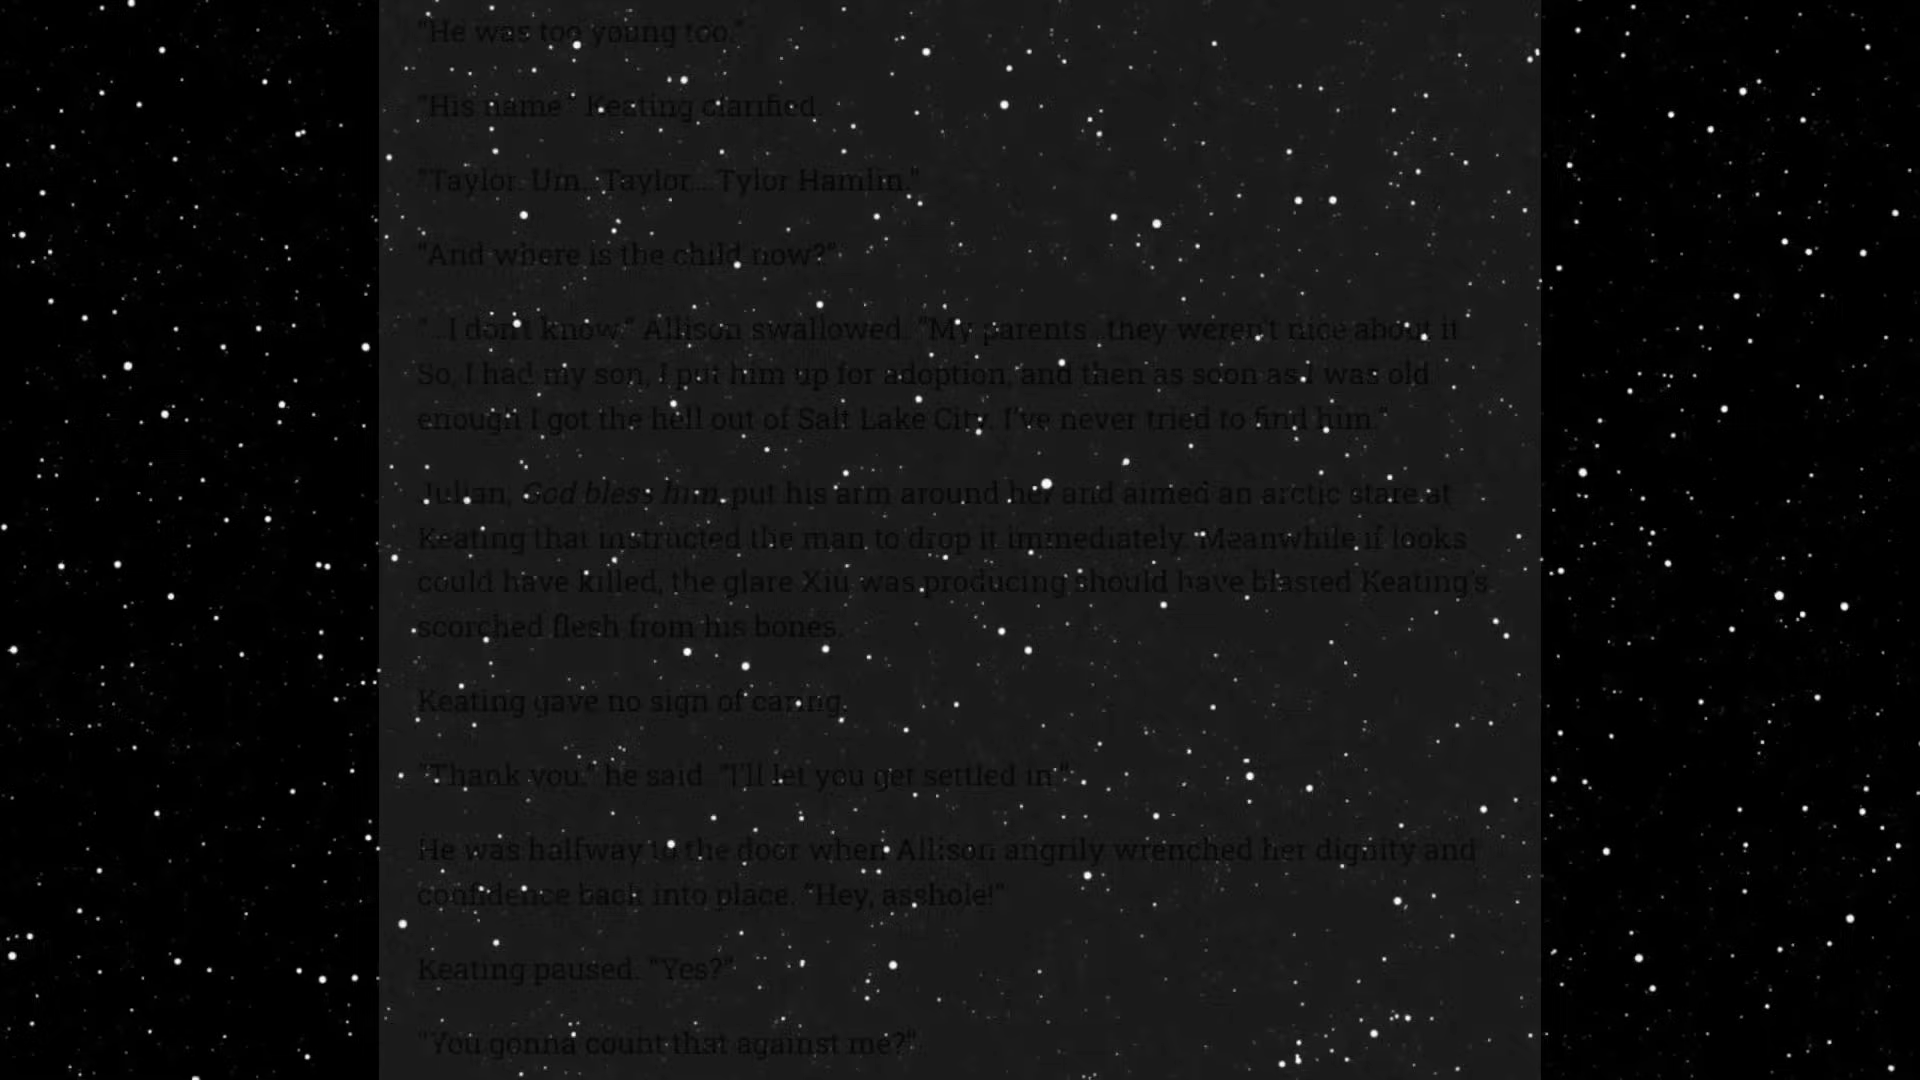 "He was too young too."
"His name." Keating clarified.
"Taylor. Um...Taylor... Tylor Hamlin."
"And where is the child now?"
"...I don't know." Allison swallowed. "My parents...they weren't nice about it.
So, I had my son, I put him up for adoption, and then as soon as I was old
enough I got the hell out of Salt Lake City. I've never tried to find him."
Julian, God bless him, put his arm around her and aimed an arctic stare at
Keating that instructed the man to drop it immediately. Meanwhile if looks
could have killed, the glare Xiu was producing should have blasted Keating's
scorched flesh from his bones.
Keating gave no sign of caring.
"Thank you." he said. "I'll let you get settled in."
He was halfway to the door when Allison angrily wrenched her dignity and
confidence back into place. "Hey, asshole!"
Keating paused. "Yes?"
"You gonna count that against me?"